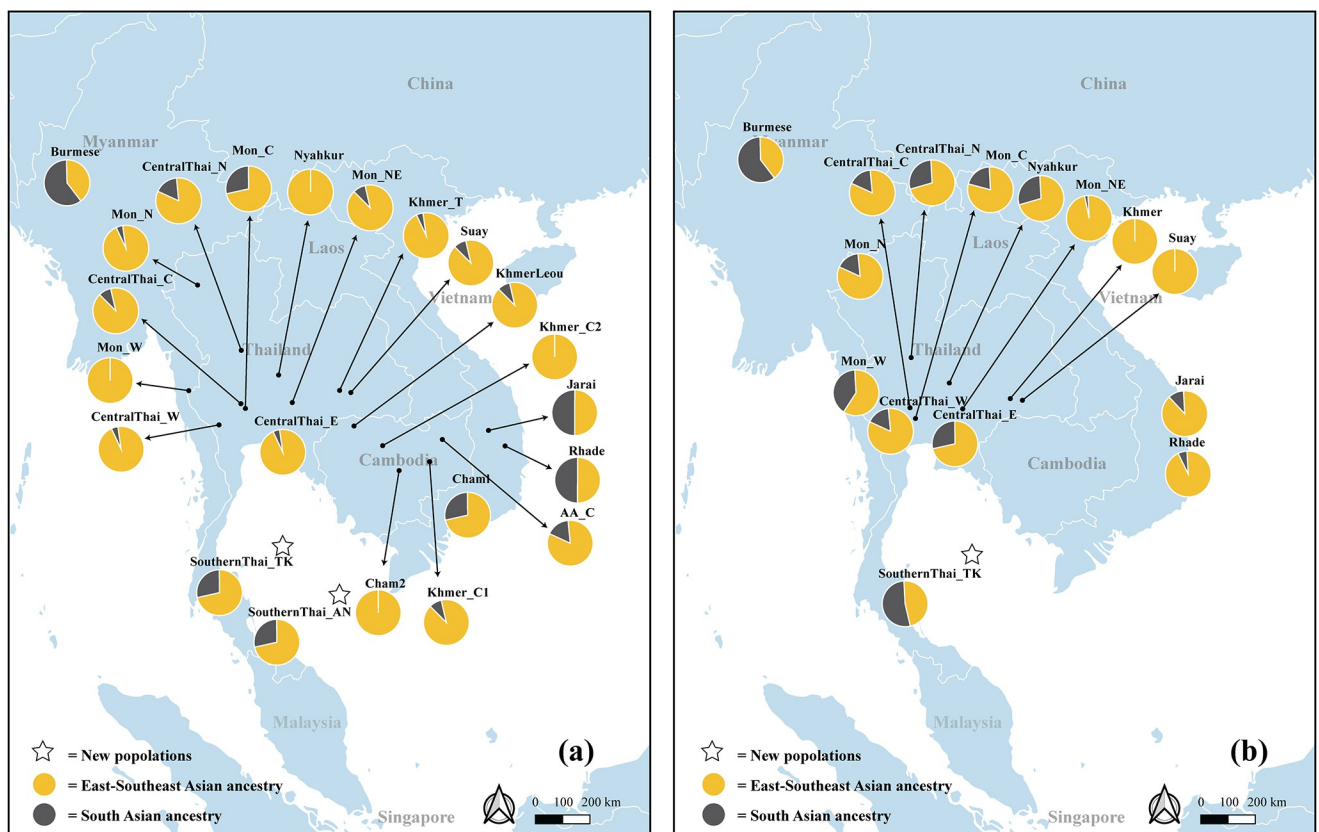 China
Myanmar
Burmese
CentralThai_N
Mon_C
Nyahkur
Mon_NE
Khmer_T
Suay
Mon_N
Laos
CentralThai_C
KhmerLeou
Vietnam
Khmer_C2
Mon_W
Thailand
Jarai
CentralThai_W
CentralThai_E
Cambodia
Rhade
Cham1
AA_C
SouthernThai_TK
Cham2
Khmer_C1
SouthernThai_AN
Malaysia
= New popolations
(a)
= East-Southeast Asian ancestry
= South Asian ancestry
0 100 200 km
Singapore
China
Burmese
Myanmar
CentralThai_C
CentralThai_N
Mon_C
Nyahkur
Mon_NE
Khmer
Suay
Mon_N
Laos
Vietnam
Thailand
Mon_W
CentralThai_W
CentralThai_E
Jarai
Rhade
Cambodia
SouthernThai_TK
Malaysia
= New popolations
(b)
= East-Southeast Asian ancestry
= South Asian ancestry
0 100 200 km
Singapore